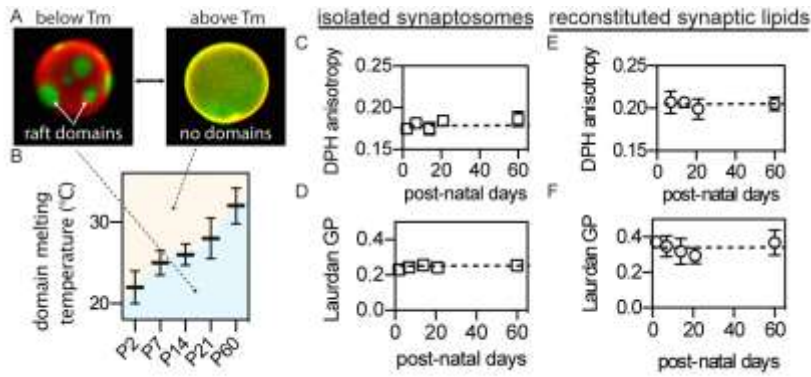 isolated synaptosomes
reconstituted synaptic lipids
A
below Tm
above Tm
raft domains
no domains
B
domain melting
temperature (°C)
30
20
P2
P7
P14
P21
P60
C
DPH anisotropy
0.25
0.20
0.15
0
20
40
60
post-natal days
D
Laurdan GP
0.4
0.2
0.0
0
20
40
60
post-natal days
E
DPH anisotropy
0.25
0.20
0.15
0
20
40
60
post-natal days
F
Laurdan GP
0.4
0.2
0.0
0
20
40
60
post-natal days